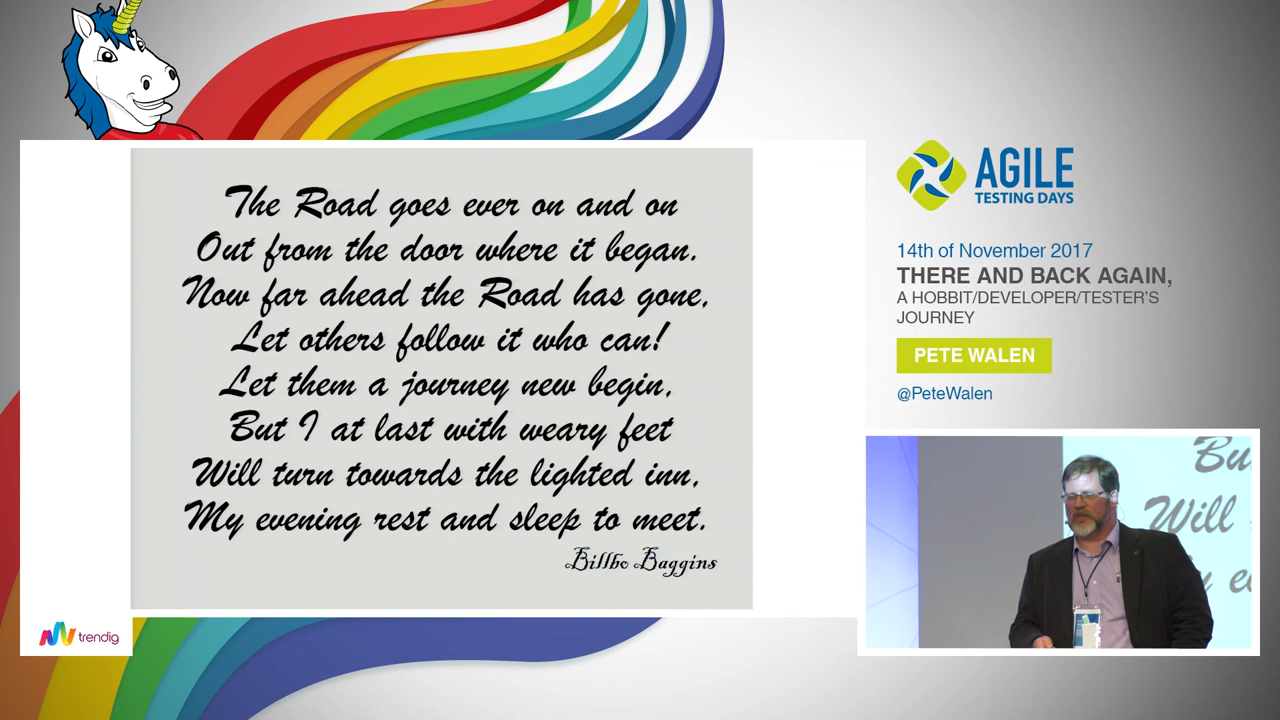 The Road goes ever on and on
Out from the door where it began.
Now far ahead the Road has gone,
Let others follow it who can!
Let them a journey new begin,
But I at last with weary feet
Will turn towards the lighted inn,
My evening rest and sleep to meet.
Billbo Baggins
trendig
AGILE
TESTING DAYS
14th of November 2017
THERE AND BACK AGAIN,
A HOBBIT/DEVELOPER/TESTER'S
JOURNEY
PETE WALEN
@PeteWalen
Bu
Will